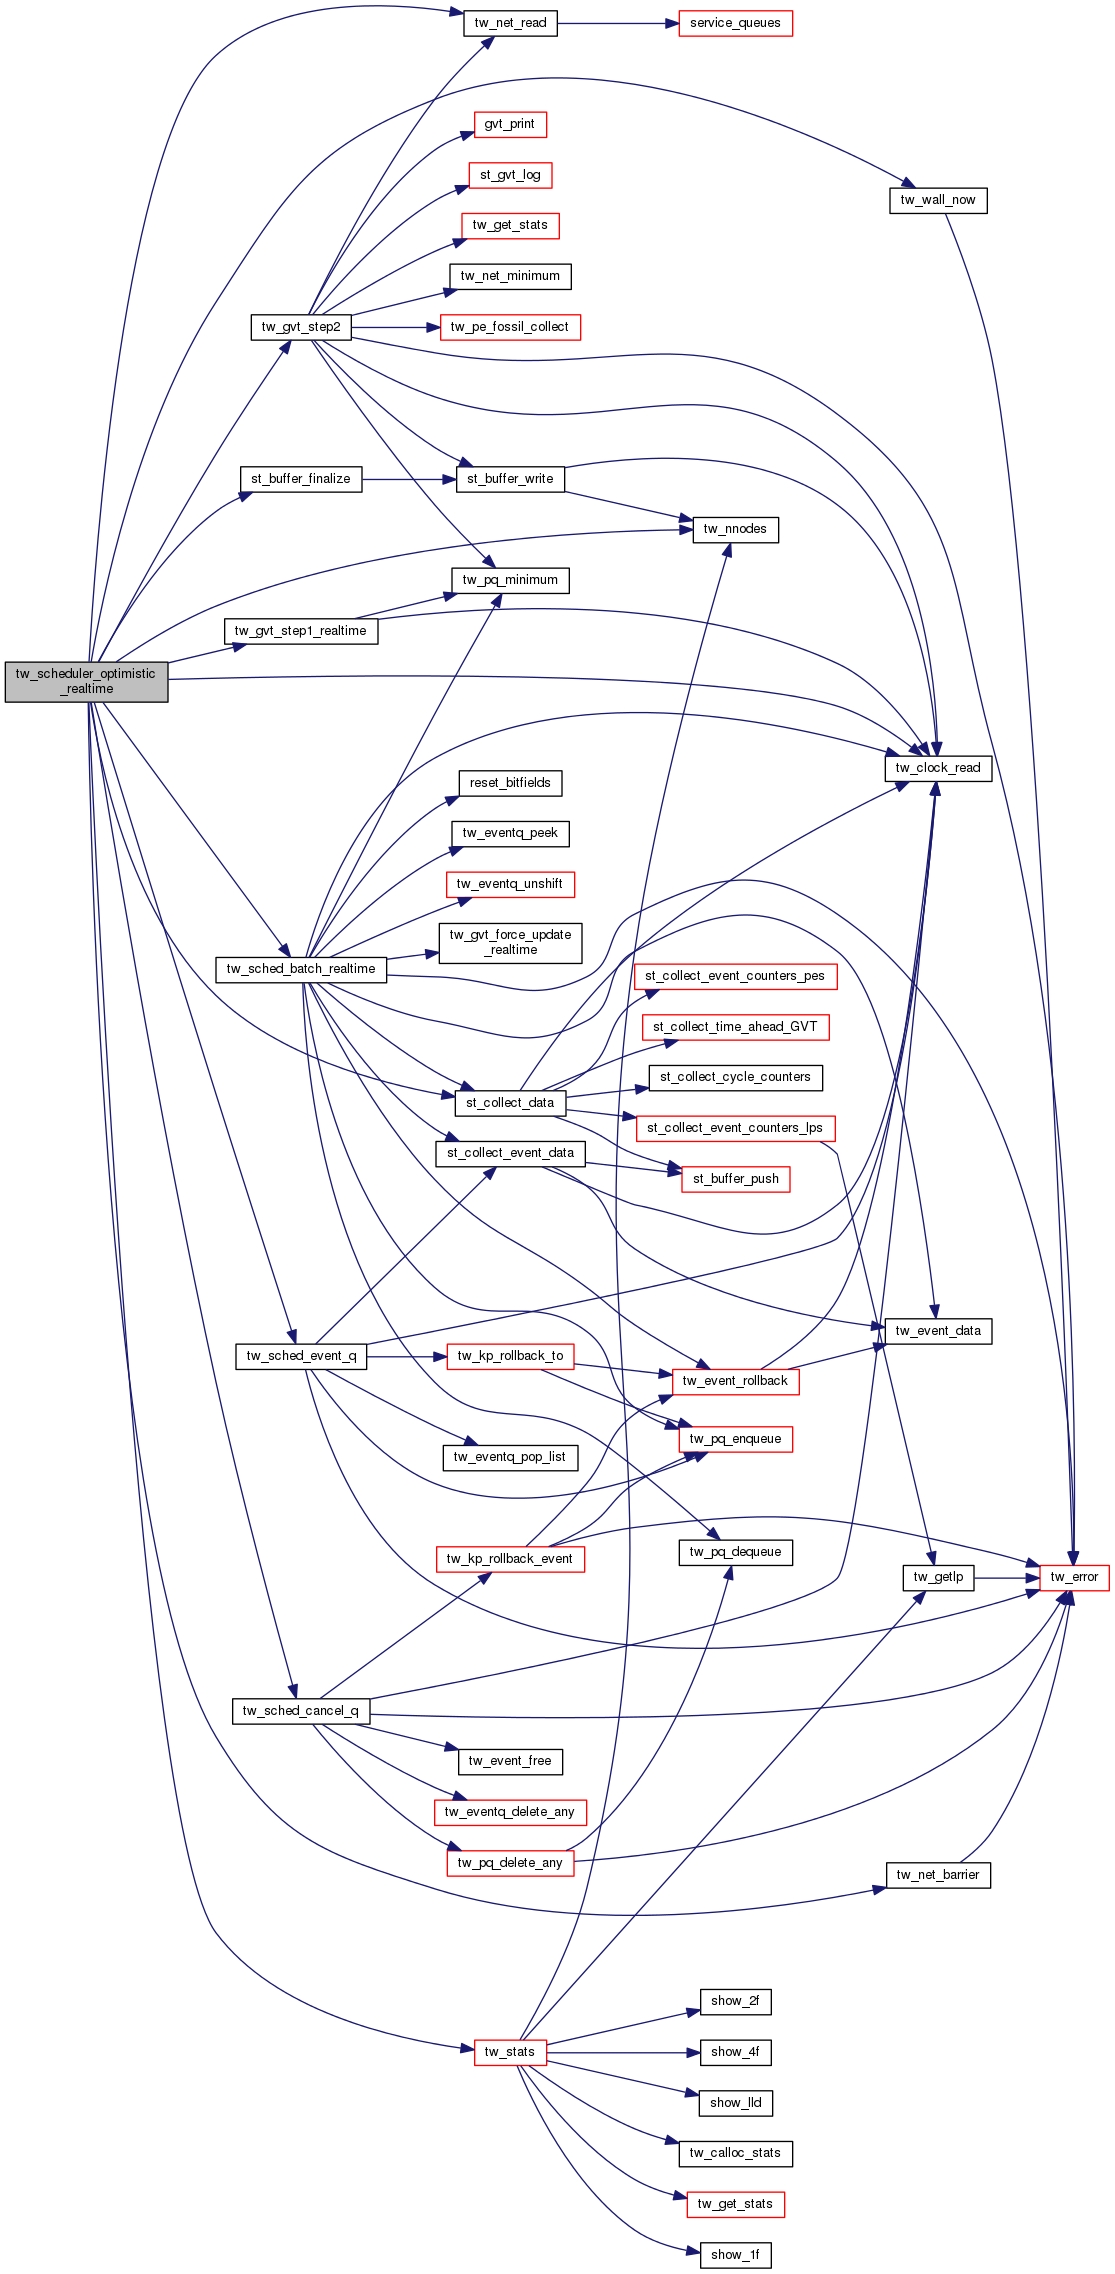 tw_net_read
service_queues
gvt_print
st_gvt_log
tw_wall_now
tw_get_stats
tw_net_minimum
tw_gvt_step2
tw_pe_fossil_collect
st_buffer_finalize
st_buffer_write
tw_nnodes
tw_pq_minimum
tw_gvt_step1_realtime
tw_scheduler_optimistic
_realtime
tw_clock_read
reset_bitfields
tw_eventq_peek
tw_eventq_unshift
tw_gvt_force_update
_realtime
tw_sched_batch_realtime
st_collect_event_counters_pes
st_collect_time_ahead_GVT
st_collect_cycle_counters
st_collect_data
st_collect_event_counters_lps
st_collect_event_data
st_buffer_push
tw_event_data
tw_sched_event_q
tw_kp_rollback_to
tw_event_rollback
tw_pq_enqueue
tw_eventq_pop_list
tw_pq_dequeue
tw_kp_rollback_event
tw_getlp
tw_error
tw_sched_cancel_q
tw_event_free
tw_eventq_delete_any
tw_pq_delete_any
tw_net_barrier
show_2f
tw_stats
show_4f
show_lld
tw_calloc_stats
tw_get_stats
show_1f